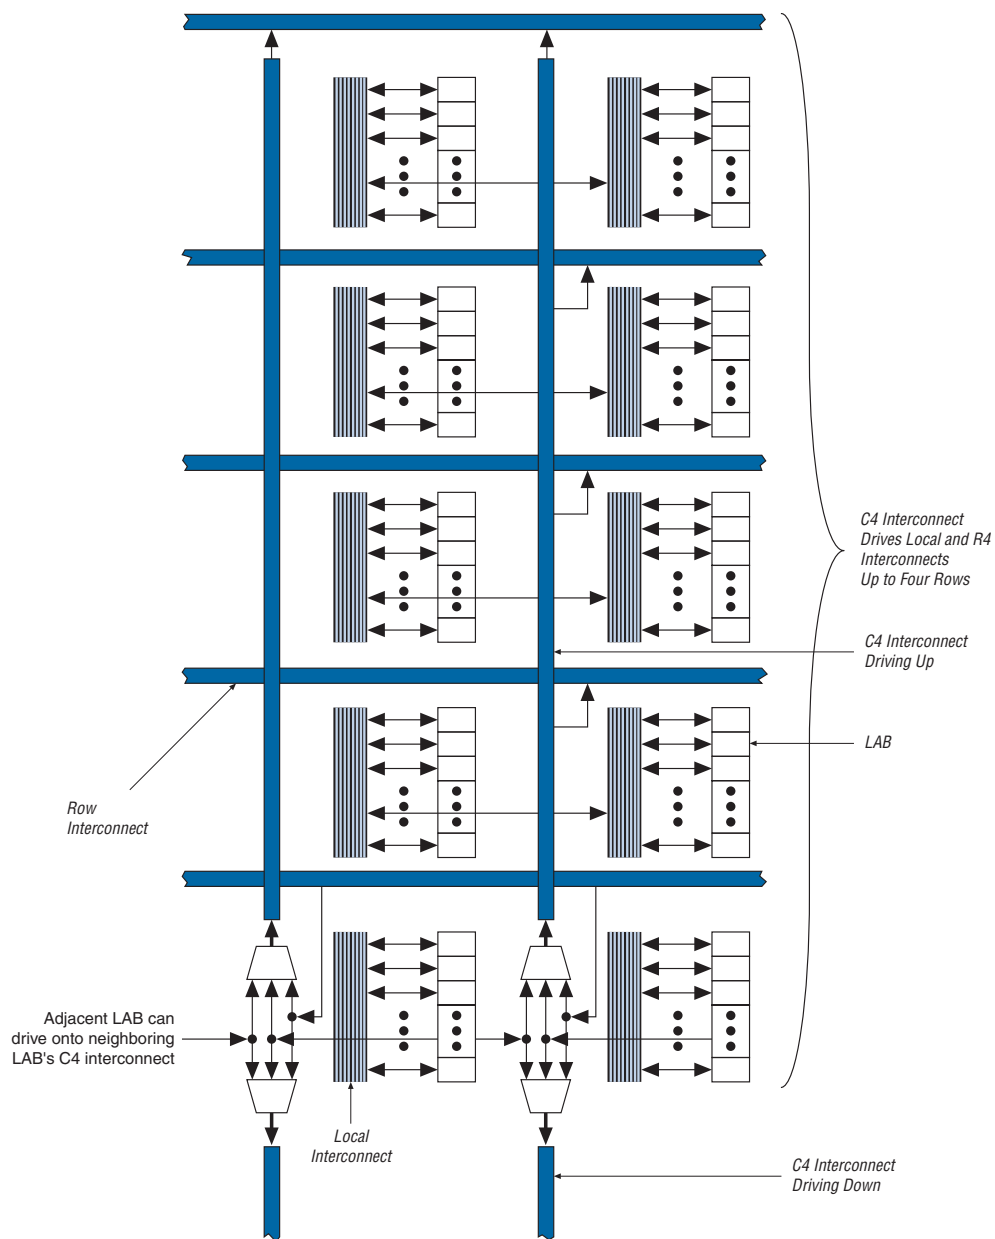 C4 Interconnect
Drives Local and R4
Interconnects
Up to Four Rows
C4 Interconnect
Driving Up
LAB
Row
Interconnect
Adjacent LAB can
drive onto neighboring
LAB's C4 interconnect
Local
Interconnect
C4 Interconnect
Driving Down